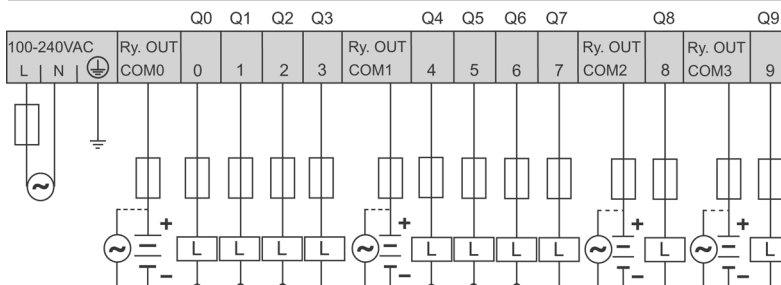 Q0 Q1 Q2 Q3 Q4 Q5 Q6 Q7 Q8 Q9
100-240VAC Ry. OUT Ry. OUT Ry. OUT Ry. OUT
L N COM0 0 1 2 3 COM1 4 5 6 7 COM2 8 COM3 9
~
+ + + +
~ L L L L ~ L L L L ~ L ~ L
− − − −